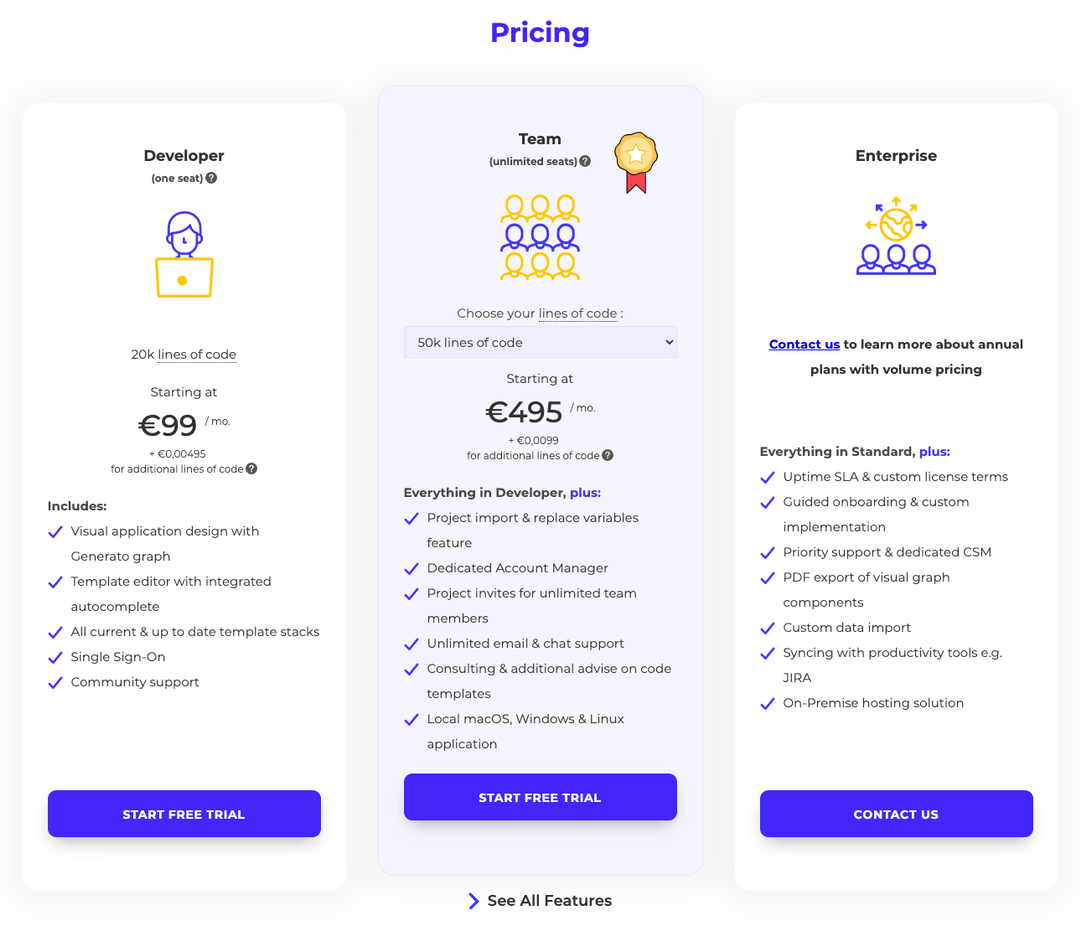 Pricing
Developer
(one seat) ?
20k lines of code
Starting at
€99 / mo.
+ €0,00495
for additional lines of code ?
Includes:
Visual application design with
Generato graph
Template editor with integrated
autocomplete
All current & up to date template stacks
Single Sign-On
Community support
START FREE TRIAL
Team
(unlimited seats) ?
Choose your lines of code :
50k lines of code
Starting at
€495 / mo.
+ €0,0099
for additional lines of code ?
Everything in Developer, plus:
Project import & replace variables
feature
Dedicated Account Manager
Project invites for unlimited team
members
Unlimited email & chat support
Consulting & additional advise on code
templates
Local macOS, Windows & Linux
application
START FREE TRIAL
Enterprise
Contact us to learn more about annual
plans with volume pricing
Everything in Standard, plus:
Uptime SLA & custom license terms
Guided onboarding & custom
implementation
Priority support & dedicated CSM
PDF export of visual graph
components
Custom data import
Syncing with productivity tools e.g.
JIRA
On-Premise hosting solution
CONTACT US
See All Features